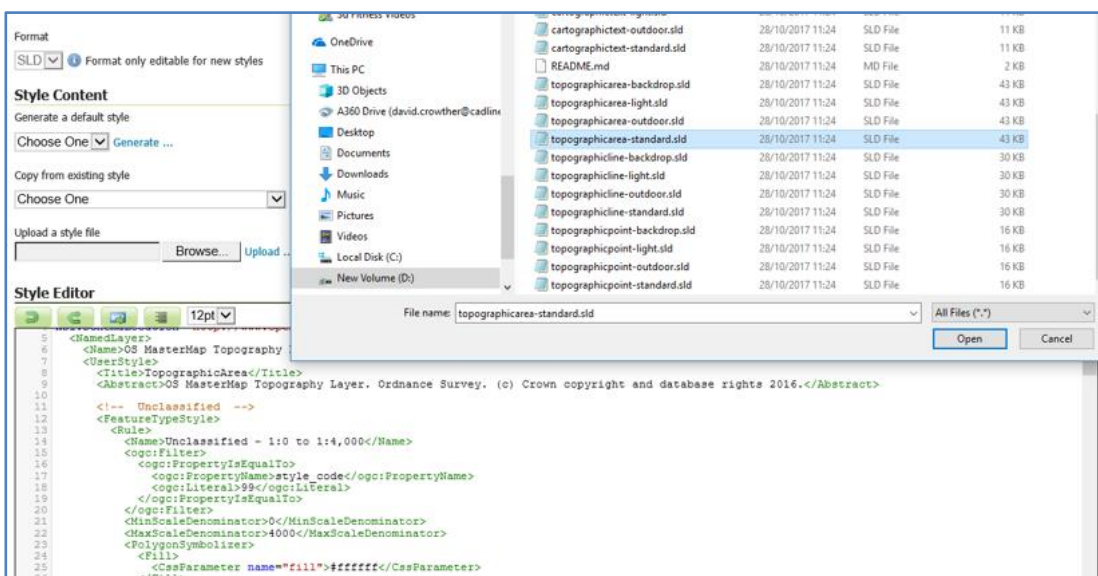 Format
SLD Format only editable for new styles
Style Content
Generate a default style
Choose One Generate ...
Copy from existing style
Choose One
Upload a style file
Browse... Upload ..
Style Editor
12pt
3d Fitness Videos
OneDrive
This PC
3D Objects
A360 Drive (david.crowther@cadline
Desktop
Documents
Downloads
Music
Pictures
Videos
Local Disk (C:)
New Volume (D:)
cartographictext-outdoor.sld 28/10/2017 11:24 SLD File 11 KB
cartographictext-standard.sld 28/10/2017 11:24 SLD File 11 KB
README.md 28/10/2017 11:24 MD File 2 KB
topographicarea-backdrop.sld 28/10/2017 11:24 SLD File 43 KB
topographicarea-light.sld 28/10/2017 11:24 SLD File 43 KB
topographicarea-outdoor.sld 28/10/2017 11:24 SLD File 43 KB
topographicarea-standard.sld 28/10/2017 11:24 SLD File 43 KB
topographicline-backdrop.sld 28/10/2017 11:24 SLD File 30 KB
topographicline-light.sld 28/10/2017 11:24 SLD File 30 KB
topographicline-outdoor.sld 28/10/2017 11:24 SLD File 30 KB
topographicline-standard.sld 28/10/2017 11:24 SLD File 30 KB
topographicpoint-backdrop.sld 28/10/2017 11:24 SLD File 16 KB
topographicpoint-light.sld 28/10/2017 11:24 SLD File 16 KB
topographicpoint-outdoor.sld 28/10/2017 11:24 SLD File 16 KB
topographicpoint-standard.sld 28/10/2017 11:24 SLD File 16 KB
File name: topographicarea-standard.sld All Files (*.*)
Open Cancel
5 <NamedLayer>
6 <Name>OS MasterMap Topography
7 <UserStyle>
8 <Title>TopographicArea</Title>
9 <Abstract>OS MasterMap Topography Layer. Ordnance Survey. (c) Crown copyright and database rights 2016.</Abstract>
10
11 <!-- Unclassified -->
12 <FeatureTypeStyle>
13 <Rule>
14 <Name>Unclassified - 1:0 to 1:4,000</Name>
15 <ogc:Filter>
16 <ogc:PropertyIsEqualTo>
17 <ogc:PropertyName>style_code</ogc:PropertyName>
18 <ogc:Literal>99</ogc:Literal>
19 </ogc:PropertyIsEqualTo>
20 </ogc:Filter>
21 <MinScaleDenominator>0</MinScaleDenominator>
22 <MaxScaleDenominator>4000</MaxScaleDenominator>
23 <PolygonSymbolizer>
24 <Fill>
25 <CssParameter name="fill">#ffffff</CssParameter>